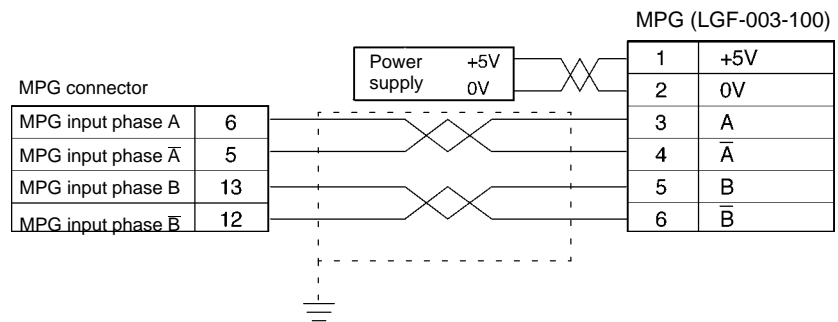 MPG (LGF-003-100)
Power supply +5V 0V
1 +5V
2 0V
MPG connector
MPG input phase A 6
3 A
MPG input phase A̅ 5
4 A̅
MPG input phase B 13
5 B
MPG input phase B̅ 12
6 B̅